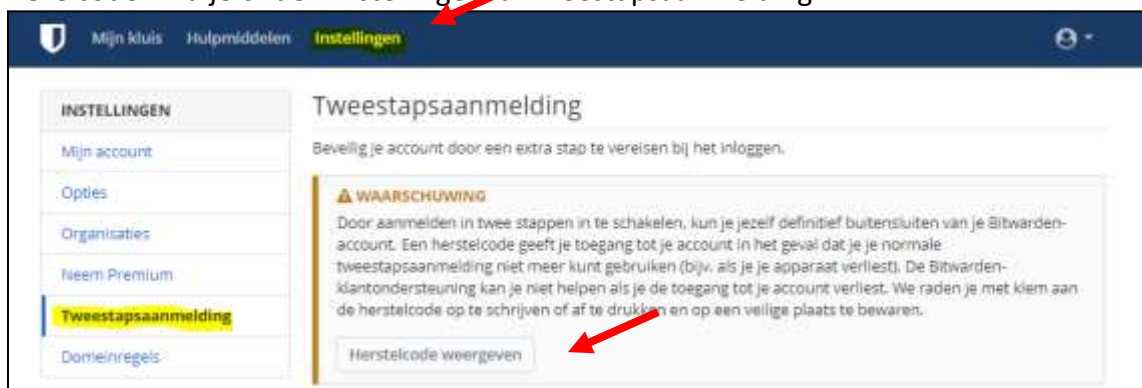 Mijn kluis Hulpmiddelen Instellingen
INSTELLINGEN
Mijn account
Opties
Organisaties
Neem Premium
Tweestapsaanmelding
Domeinregels
Tweestapsaanmelding
Beveilig je account door een extra stap te vereisen bij het inloggen.
WAARSCHUWING
Door aanmelden in twee stappen in te schakelen, kun je jezelf definitief buitensluiten van je Bitwarden-
account. Een herstelcode geeft je toegang tot je account in het geval dat je je normale
tweestapsaanmelding niet meer kunt gebruiken (bijv. als je je apparaat verliest). De Bitwarden-
klantondersteuning kan je niet helpen als je de toegang tot je account verliest. We raden je met klem aan
de herstelcode op te schrijven of af te drukken en op een veilige plaats te bewaren.
Herstelcode weergeven